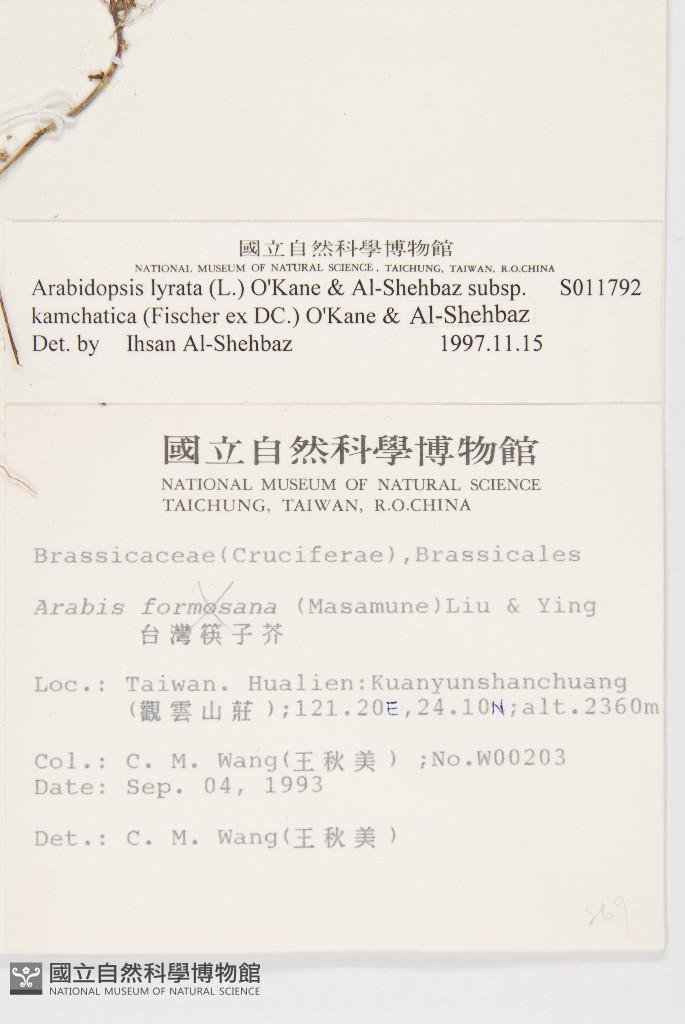 國立自然科學博物館
NATIONAL MUSEUM OF NATURAL SCIENCE, TAICHUNG, TAIWAN, R.O.CHINA
Arabidopsis lyrata (L.) O'Kane & Al-Shehbaz subsp. S011792
kamchatica (Fischer ex DC.) O'Kane & Al-Shehbaz
Det. by Ihsan Al-Shehbaz 1997.11.15
國立自然科學博物館
NATIONAL MUSEUM OF NATURAL SCIENCE
TAICHUNG, TAIWAN, R.O.CHINA
Brassicaceae(Cruciferae),Brassicales
Arabis formosana (Masamune)Liu & Ying
台灣筷子芥
Loc.: Taiwan. Hualien:Kuanyunshanchuang
(觀雲山莊);121.20E,24.10N;alt.2360m
Col.: C. M. Wang(王秋美) ;No.W00203
Date: Sep. 04, 1993
Det.: C. M. Wang(王秋美)
S69
國立自然科學博物館
NATIONAL MUSEUM OF NATURAL SCIENCE